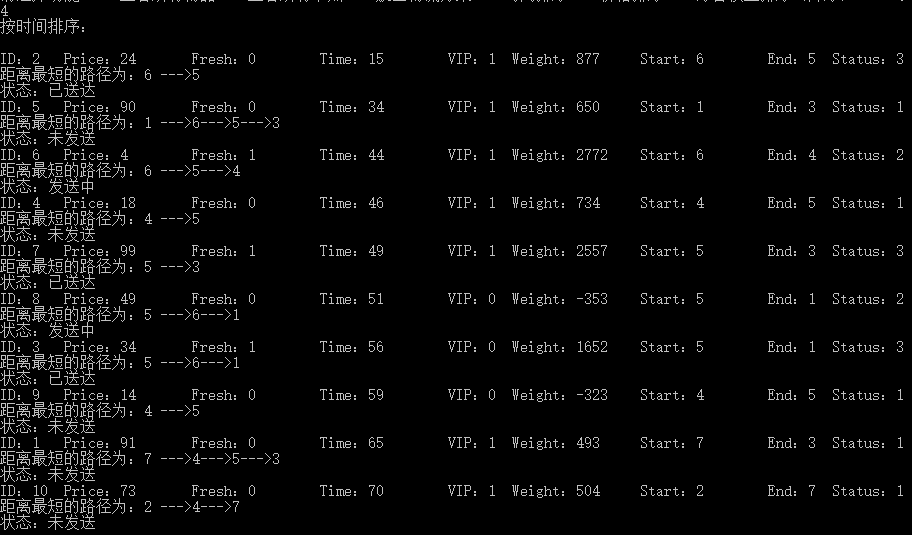 4
按时间排序：
ID: 2 Price: 24 Fresh: 0 Time: 15 VIP: 1 Weight: 877 Start: 6 End: 5 Status: 3
距离最短的路径为: 6 --->5
状态: 已送达
ID: 5 Price: 90 Fresh: 0 Time: 34 VIP: 1 Weight: 650 Start: 1 End: 3 Status: 1
距离最短的路径为: 1 --->6--->5--->3
状态: 未发送
ID: 6 Price: 4 Fresh: 1 Time: 44 VIP: 1 Weight: 2772 Start: 6 End: 4 Status: 2
距离最短的路径为: 6 --->5--->4
状态: 发送中
ID: 4 Price: 18 Fresh: 0 Time: 46 VIP: 1 Weight: 734 Start: 4 End: 5 Status: 1
距离最短的路径为: 4 --->5
状态: 未发送
ID: 7 Price: 99 Fresh: 1 Time: 49 VIP: 1 Weight: 2557 Start: 5 End: 3 Status: 3
距离最短的路径为: 5 --->3
状态: 已送达
ID: 8 Price: 49 Fresh: 0 Time: 51 VIP: 0 Weight: -353 Start: 5 End: 1 Status: 2
距离最短的路径为: 5 --->6--->1
状态: 发送中
ID: 3 Price: 34 Fresh: 1 Time: 56 VIP: 0 Weight: 1652 Start: 5 End: 1 Status: 3
距离最短的路径为: 5 --->6--->1
状态: 已送达
ID: 9 Price: 14 Fresh: 0 Time: 59 VIP: 0 Weight: -323 Start: 4 End: 5 Status: 1
距离最短的路径为: 4 --->5
状态: 未发送
ID: 1 Price: 91 Fresh: 0 Time: 65 VIP: 1 Weight: 493 Start: 7 End: 3 Status: 1
距离最短的路径为: 7 --->4--->5--->3
状态: 未发送
ID: 10 Price: 73 Fresh: 0 Time: 70 VIP: 1 Weight: 504 Start: 2 End: 7 Status: 1
距离最短的路径为: 2 --->4--->7
状态: 未发送